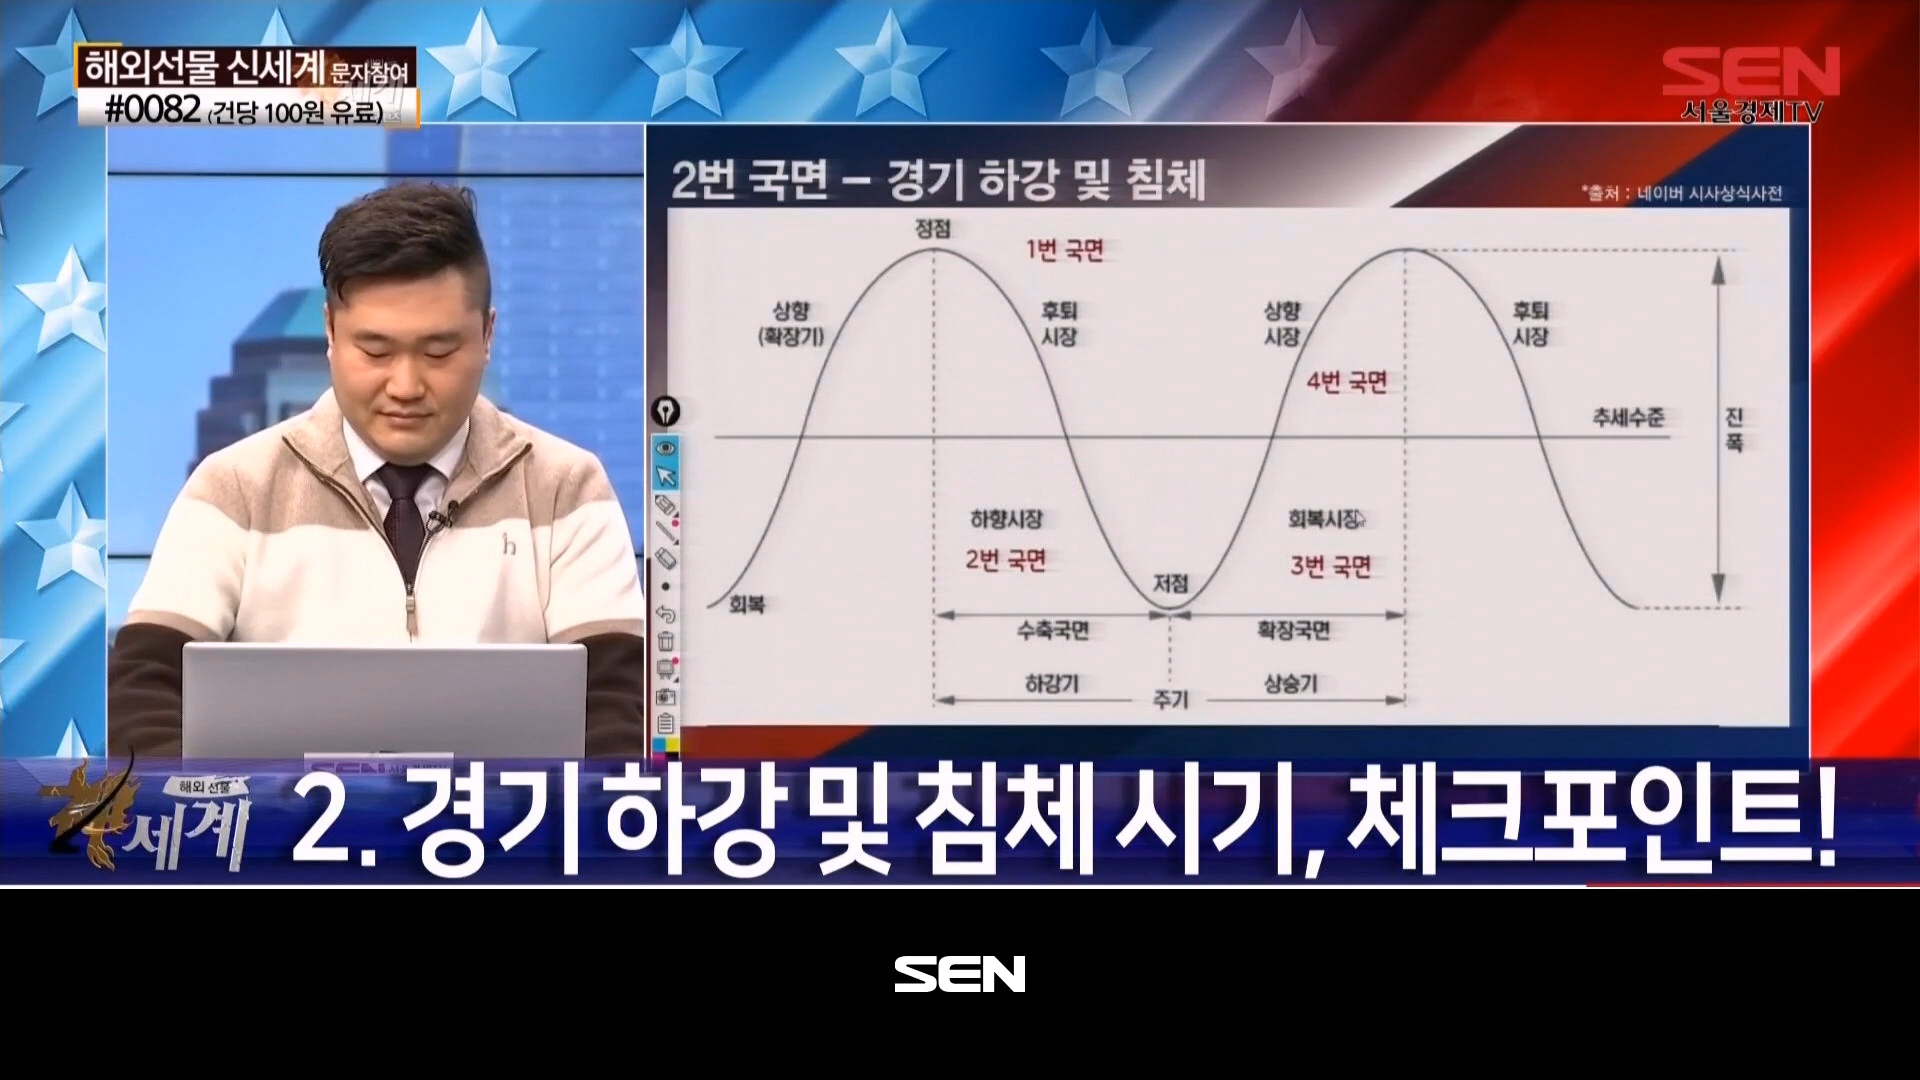 해외선물 신세계 문자참여
#0082 (건당 100원 유료)
SEN
서울경제TV
2번 국면 – 경기 하강 및 침체
*출처 : 네이버 시사상식사전
정점
1번 국면
상향
(확장기)
후퇴
시장
상향
시장
후퇴
시장
4번 국면
추세수준
진
폭
하향시장
2번 국면
회복시장
3번 국면
회복
저점
수축국면
확장국면
하강기
주기
상승기
h
해외 선물
세계
2. 경기 하강 및 침체 시기, 체크포인트!
SEN